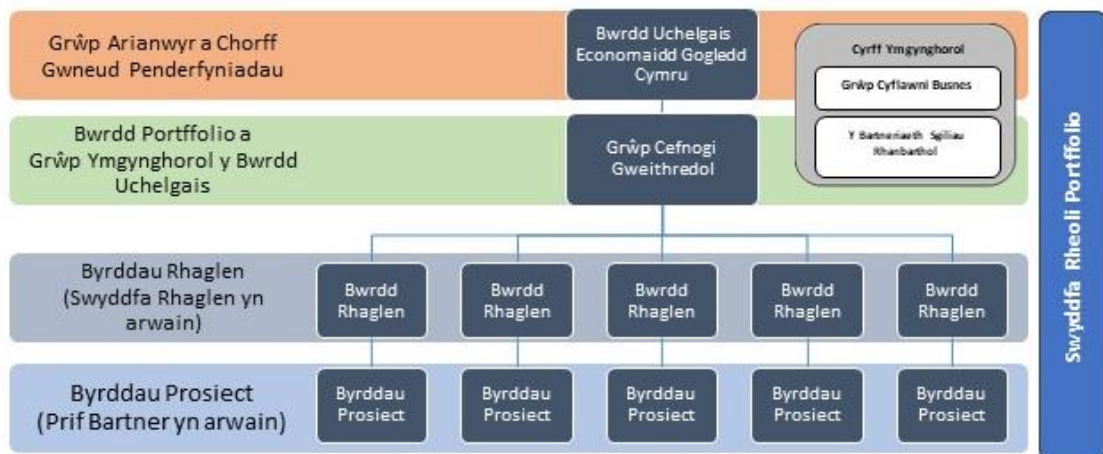 Grŵp Arianwyr a Chorff
Gwneud Penderfyniadau
Bwrdd Uchelgais
Economaidd Gogledd
Cymru
Cyrff Ymgynghorol
Grŵp Cyflawni Busnes
Y Bartneriaeth Sgiliau
Rhanbarthol
Bwrdd Portffolio a
Grŵp Ymgynghorol y Bwrdd
Uchelgais
Grŵp Cefnogi
Gweithredol
Byrddau Rhaglen
(Swyddfa Rhaglen yn
arwain)
Bwrdd
Rhaglen
Bwrdd
Rhaglen
Bwrdd
Rhaglen
Bwrdd
Rhaglen
Bwrdd
Rhaglen
Byrddau Prosiect
(Prif Bartner yn arwain)
Byrddau
Prosiect
Byrddau
Prosiect
Byrddau
Prosiect
Byrddau
Prosiect
Byrddau
Prosiect
Swyddfa Rheoli Portffolio